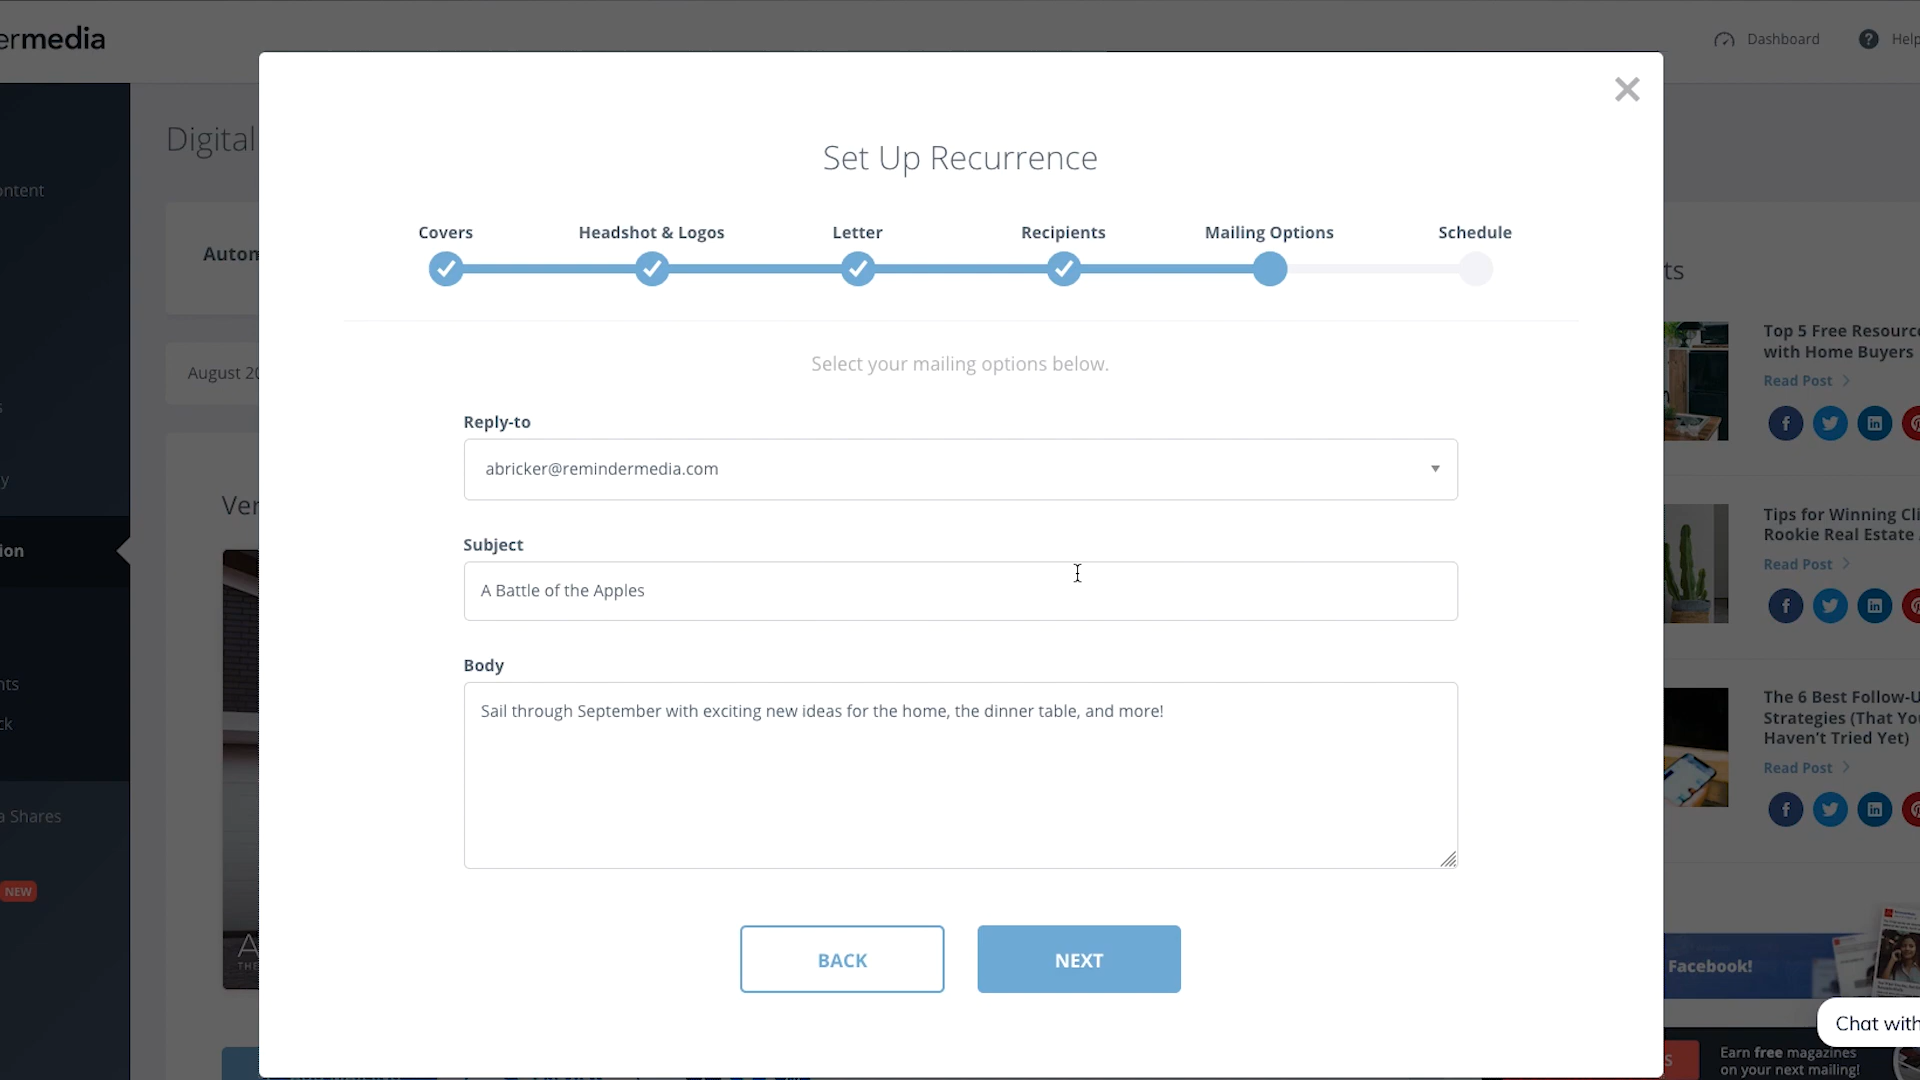 ermedia
Dashboard
? Help
Digital
ontent
Autom
August 20
Ver
ion
nts
ck
a Shares
NEW
A
THE
Set Up Recurrence
Covers
Headshot & Logos
Letter
Recipients
Mailing Options
Schedule
Select your mailing options below.
Reply-to
abricker@remindermedia.com
Subject
A Battle of the Apples
Body
Sail through September with exciting new ideas for the home, the dinner table, and more!
BACK
NEXT
ts
Top 5 Free Resourc
with Home Buyers
Read Post
Tips for Winning Cli
Rookie Real Estate
Read Post
The 6 Best Follow-U
Strategies (That Yo
Haven't Tried Yet)
Read Post
Facebook!
Chat with
S
Earn free magazines
on your next mailing!